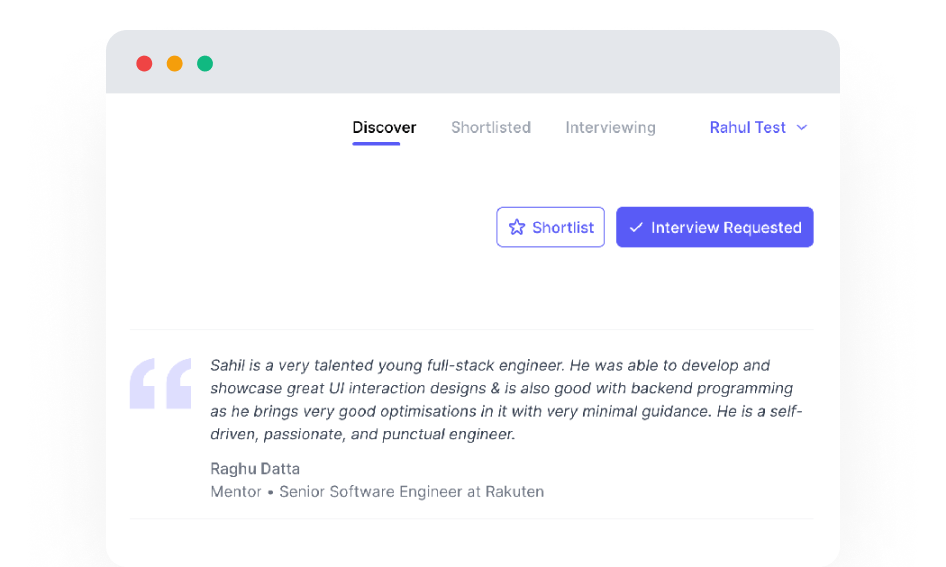 Discover Shortlisted Interviewing Rahul Test
Shortlist Interview Requested
Sahil is a very talented young full-stack engineer. He was able to develop and
showcase great UI interaction designs & is also good with backend programming
as he brings very good optimisations in it with very minimal guidance. He is a self-
driven, passionate, and punctual engineer.
Raghu Datta
Mentor • Senior Software Engineer at Rakuten